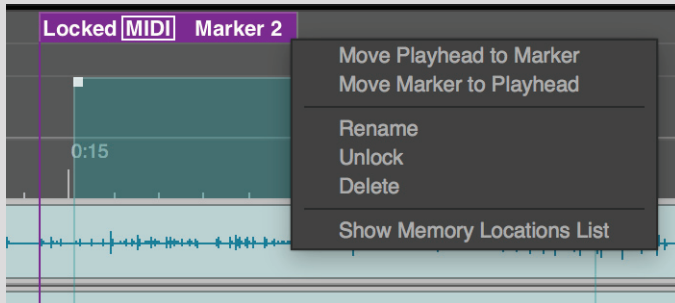 Locked MIDI Marker 2
Move Playhead to Marker
Move Marker to Playhead
0:15
Rename
Unlock
Delete
Show Memory Locations List